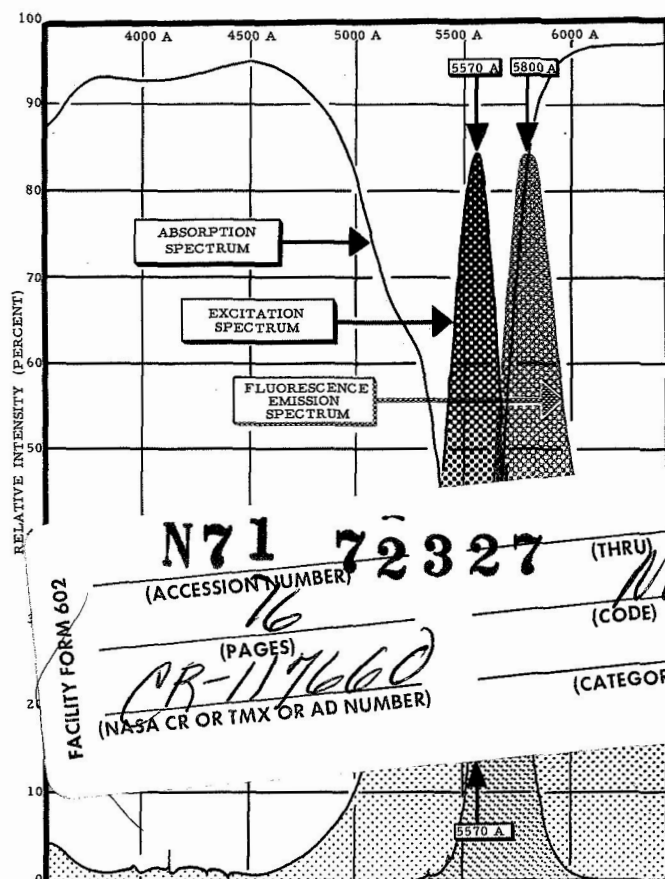 100
4000 A 4500 A 5000 A 5500 A 6000 A
5570 A 5800 A
90
80
ABSORPTION
SPECTRUM
70
EXCITATION
SPECTRUM
60
FLUORESCENCE
EMISSION
SPECTRUM
50
RELATIVE INTENSITY (PERCENT)
FACILITY FORM 602
N71 72327
(ACCESSION NUMBER)
(THRU)
76
(PAGES)
(CODE)
CR-117660
(NASA CR OR TMX OR AD NUMBER)
(CATEGOR
10
5570 A
0